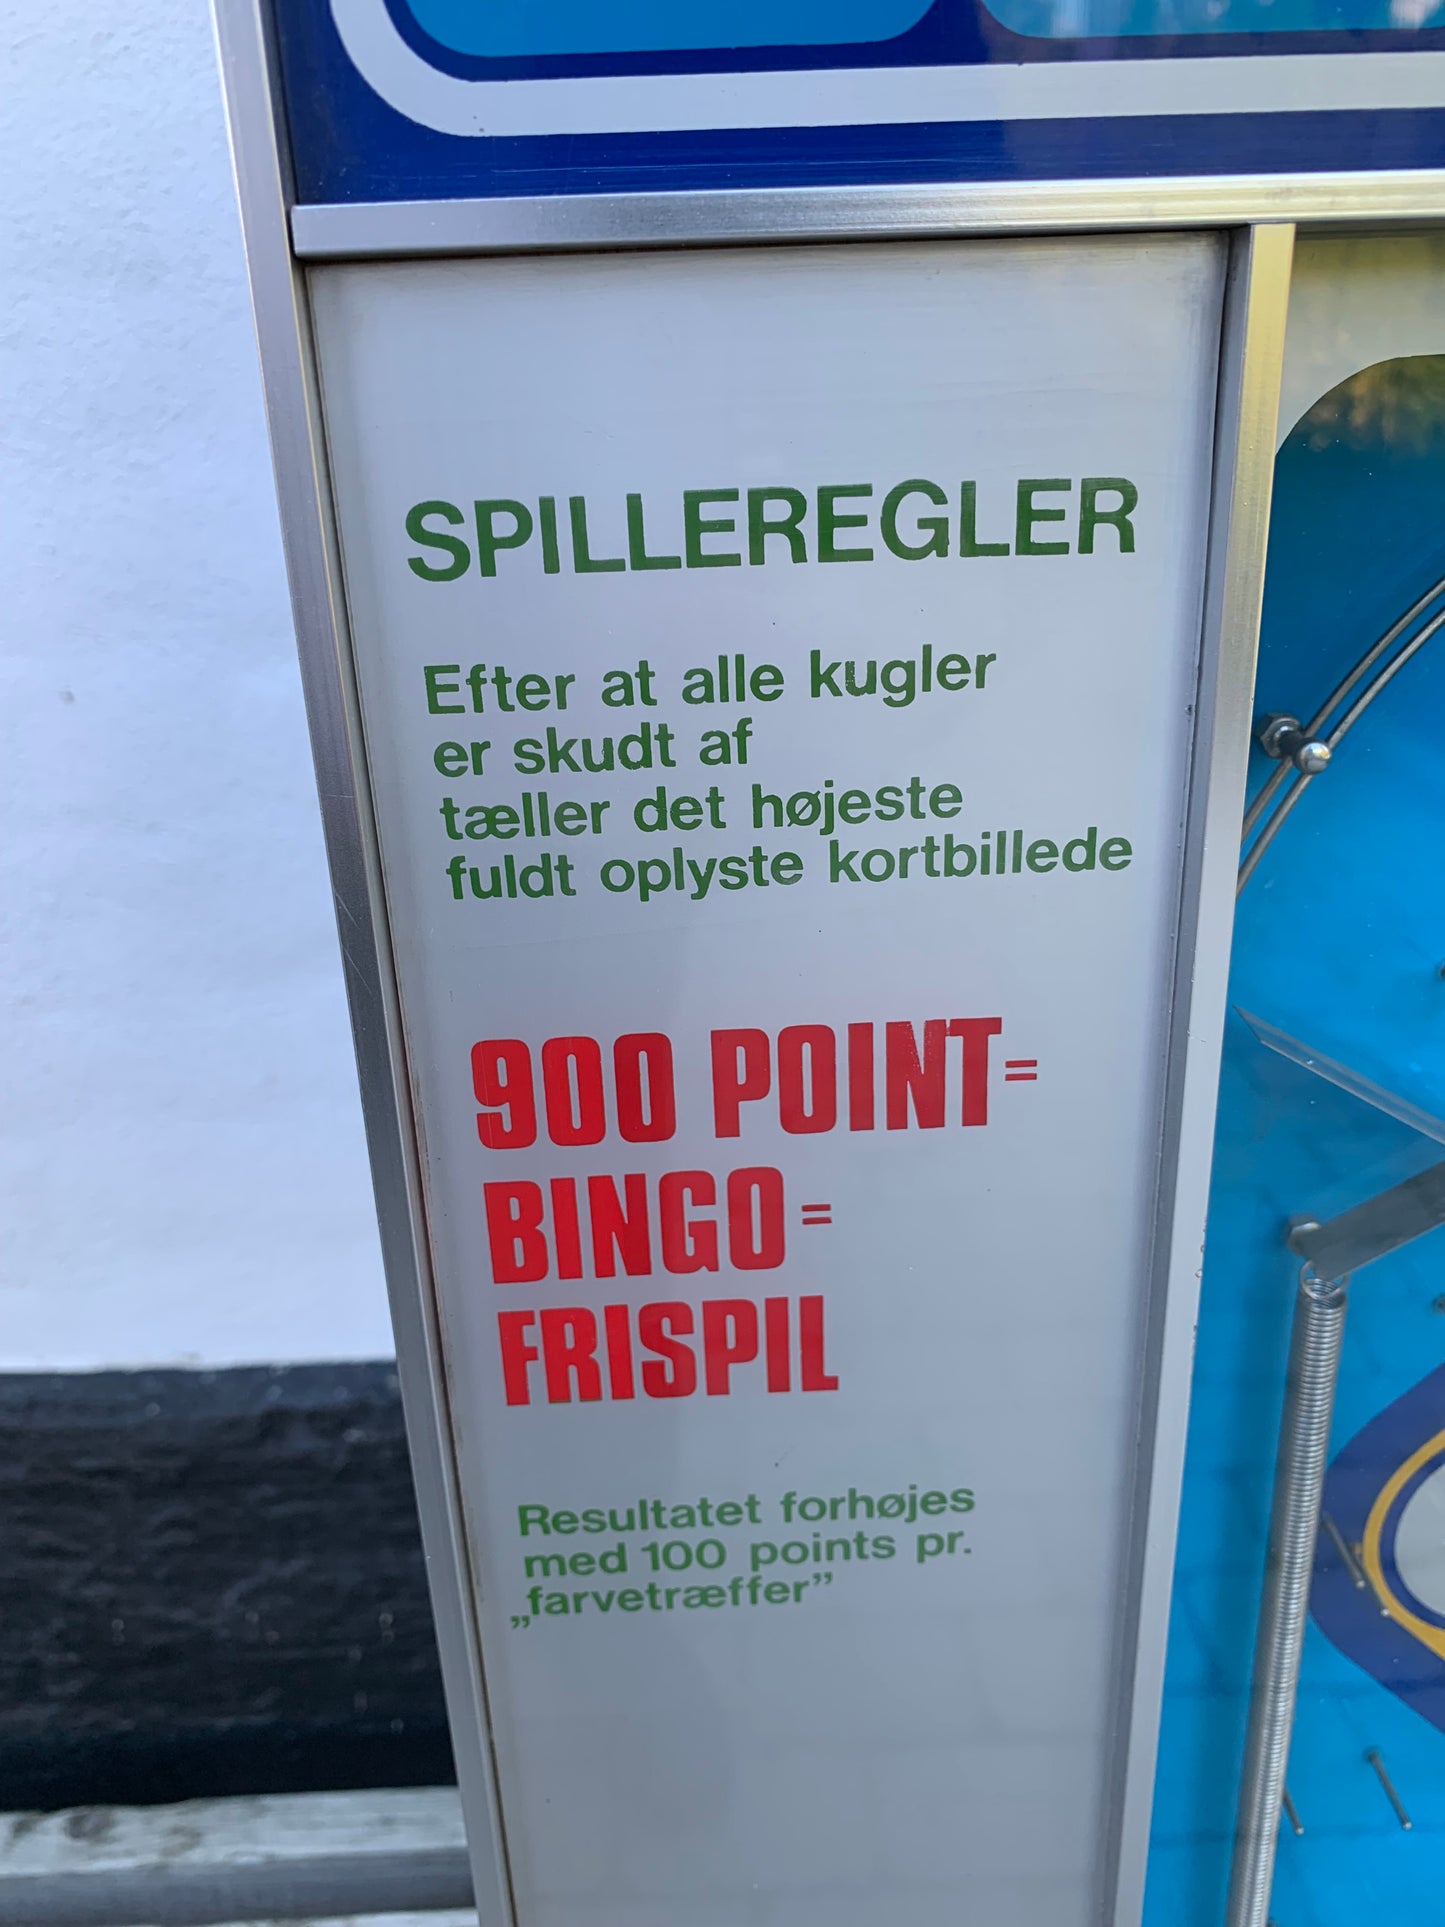 SPILLEREGLER
Efter at alle kugler
er skudt af
tæller det højeste
fuldt oplyste kortbillede
900 POINT=
BINGO=
FRISPIL
Resultatet forhøjes
med 100 points pr.
„farvetræffer”